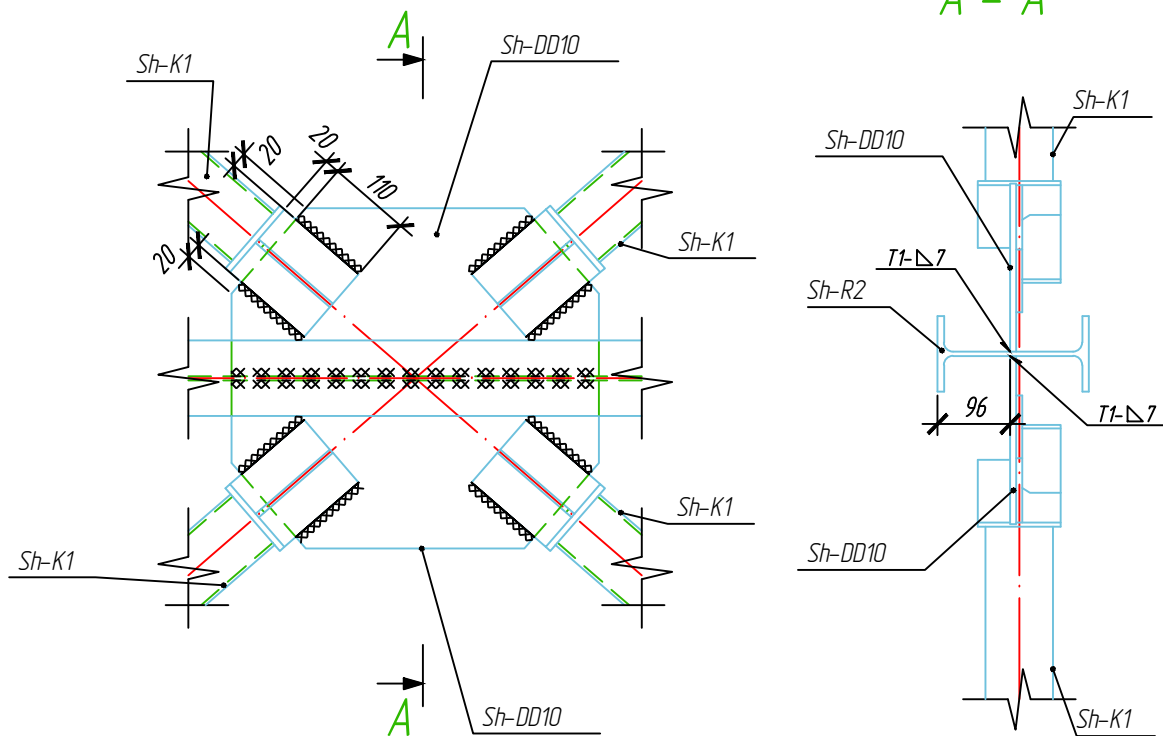 A
Sh-DD10
Sh-K1
20
20
110
20
Sh-K1
Sh-K1
Sh-K1
A
Sh-DD10
A - A
Sh-K1
Sh-DD10
T1-⊿7
Sh-R2
96
T1-⊿7
Sh-DD10
Sh-K1